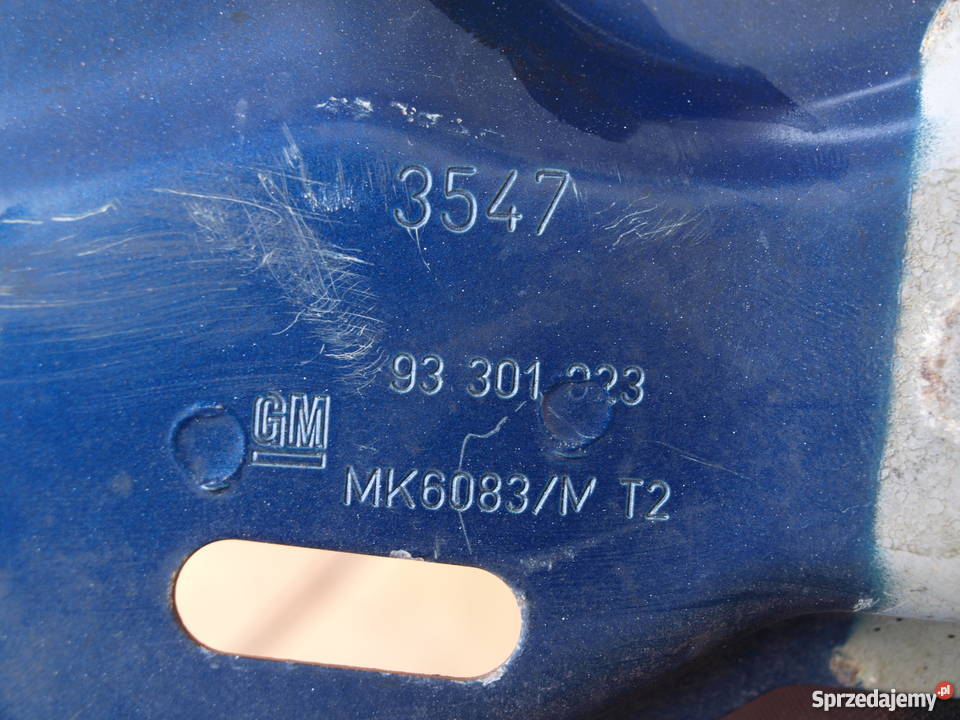 3547
93 301
GM
MK6083/M T2
Sprzedajemy.pl